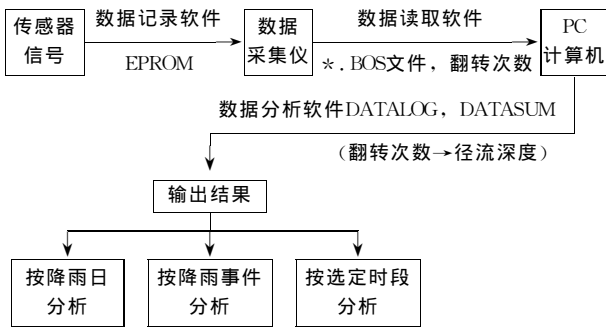 传感器
信号
数据记录软件
EPROM
数据
采集仪
数据读取软件
*.BOS文件，翻转次数
PC
计算机
数据分析软件DATALOG，DATASUM
（翻转次数→径流深度）
输出结果
按降雨日
分析
按降雨事件
分析
按选定时段
分析